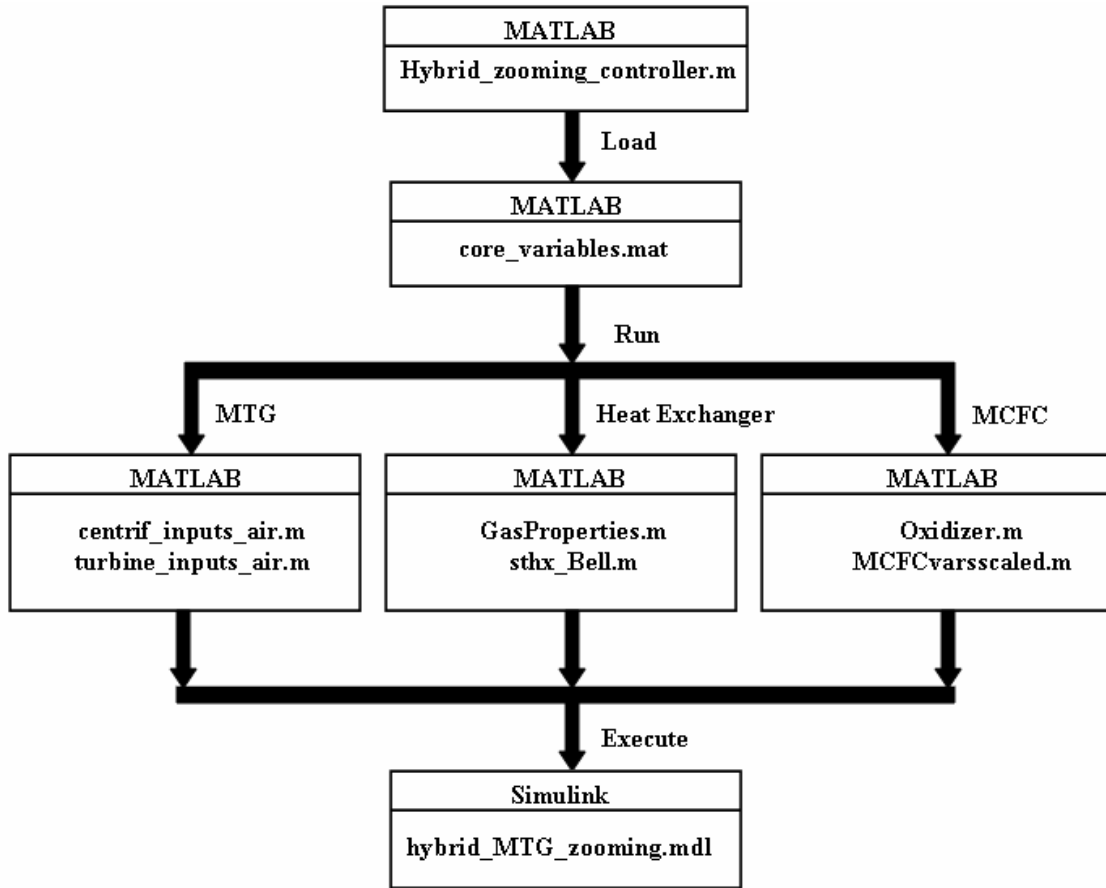 MATLAB
Hybrid_zooming_controller.m
Load
MATLAB
core_variables.mat
Run
MTG
Heat Exchanger
MCFC
MATLAB
centrif_inputs_air.m
turbine_inputs_air.m
MATLAB
GasProperties.m
sthx_Bell.m
MATLAB
Oxidizer.m
MCFCvarsscaled.m
Execute
Simulink
hybrid_MTG_zooming.mdl